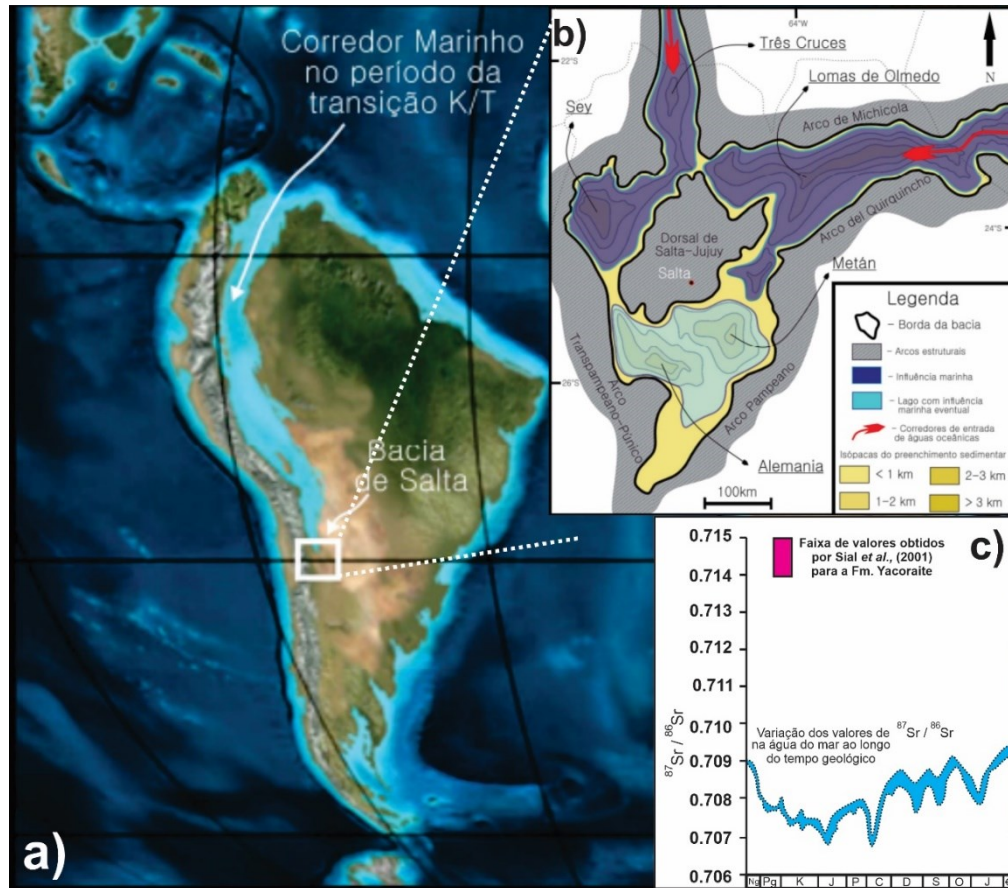 Corredor Marinho
no período da
transição K/T
Bacia
de Salta
a)
b)
64°W
22°S
Três Cruces
Lomas de Olmedo
N
Sey
Arco de Michicola
Arco del Quirquincho
24°S
Dorsal de
Salta-Jujuy
Salta
Metán
26°S
Arco
Transpampeano-Púnico
Arco Pampeano
Alemania
100km
Legenda
- Borda da bacia
- Arcos estruturais
- Influência marinha
- Lago com influência
marinha eventual
- Corredores de entrada
de águas oceânicas
Isópacas do preenchimento sedimentar
< 1 km
2-3 km
1-2 km
> 3 km
c)
Faixa de valores obtidos
por Sial et al., (2001)
para a Fm. Yacoraite
0.715
0.714
0.713
0.712
0.711
0.710
0.709
0.708
0.707
0.706
87Sr / 86Sr
Variação dos valores de 87Sr / 86Sr
na água do mar ao longo
do tempo geológico
Ng Pg K J P C D S O J